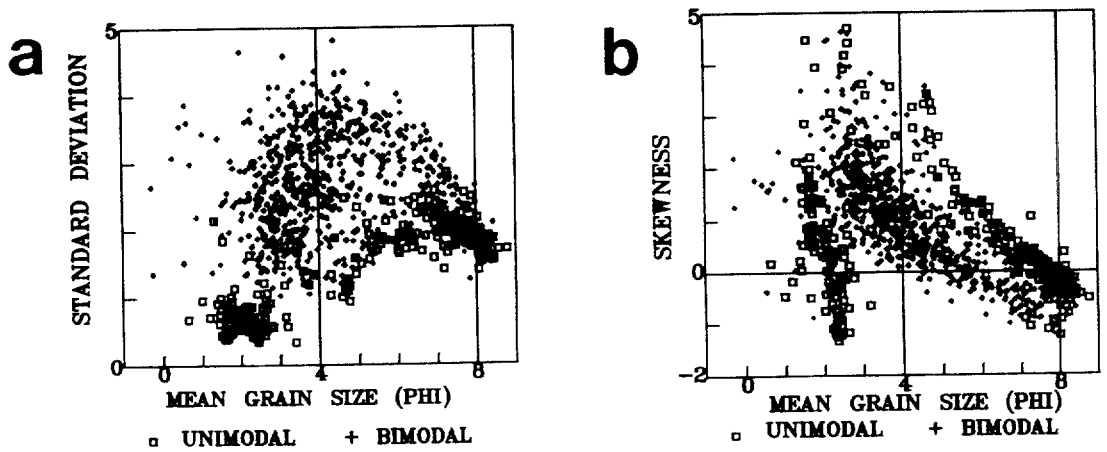 a
5
STANDARD DEVIATION
0
0 4 8
MEAN GRAIN SIZE (PHI)
□ UNIMODAL + BIMODAL
b
5
SKEWNESS
0
-2
0 4 8
MEAN GRAIN SIZE (PHI)
□ UNIMODAL + BIMODAL